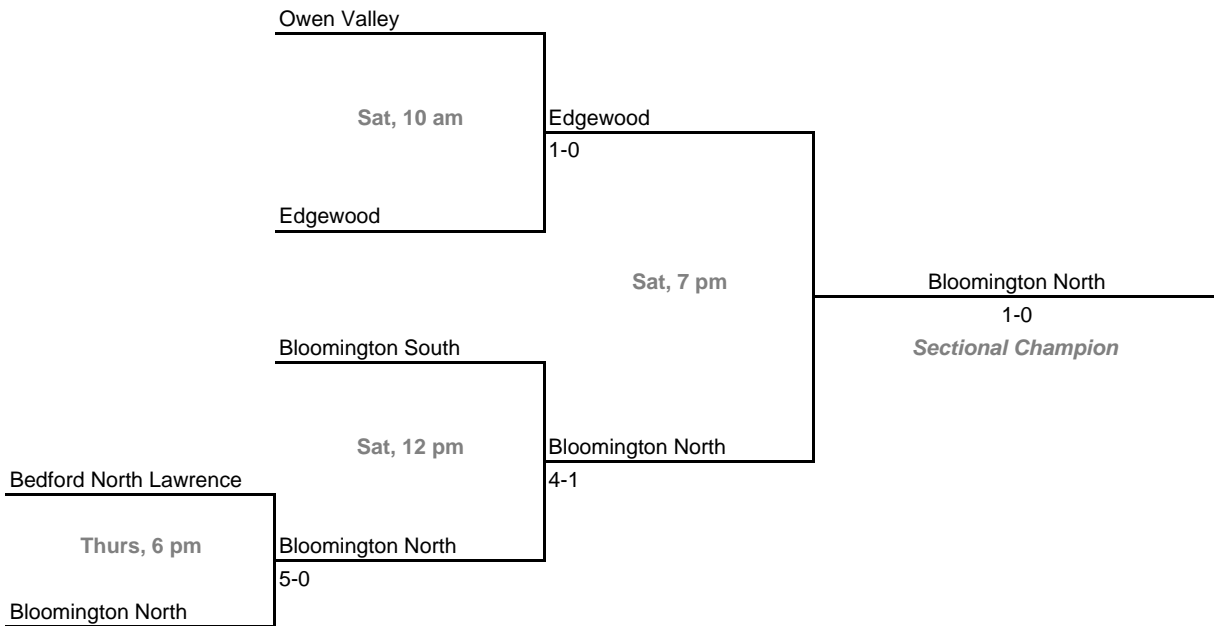 Owen Valley
Sat, 10 am
Edgewood
1-0
Edgewood
Sat, 7 pm
Bloomington North
1-0
Sectional Champion
Bloomington South
Sat, 12 pm
Bloomington North
4-1
Bedford North Lawrence
Thurs, 6 pm
Bloomington North
5-0
Bloomington North